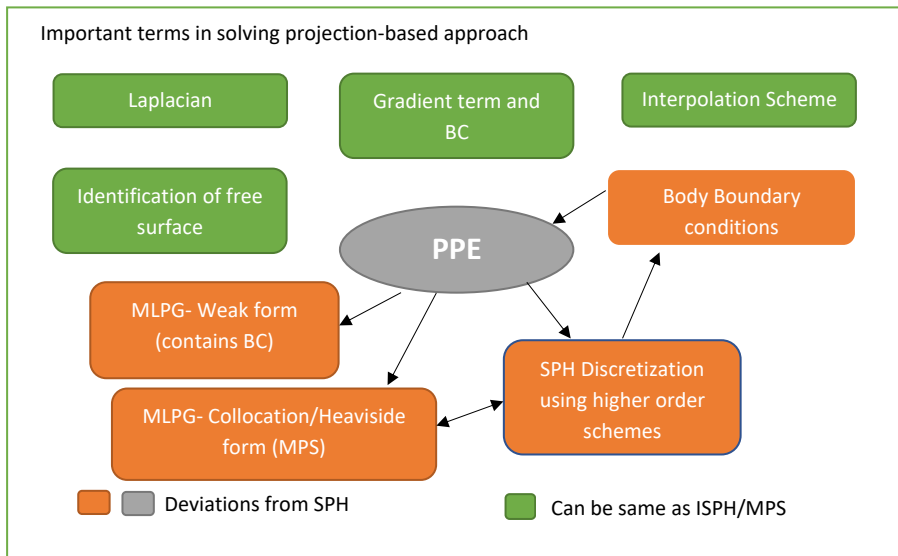 Important terms in solving projection-based approach
Laplacian
Gradient term and
BC
Interpolation Scheme
Identification of free
surface
Body Boundary
conditions
PPE
MLPG- Weak form
(contains BC)
SPH Discretization
using higher order
schemes
MLPG- Collocation/Heaviside
form (MPS)
Deviations from SPH
Can be same as ISPH/MPS